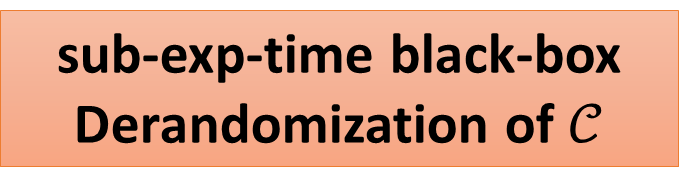 sub-exp-time black-box
Derandomization of 𝒞